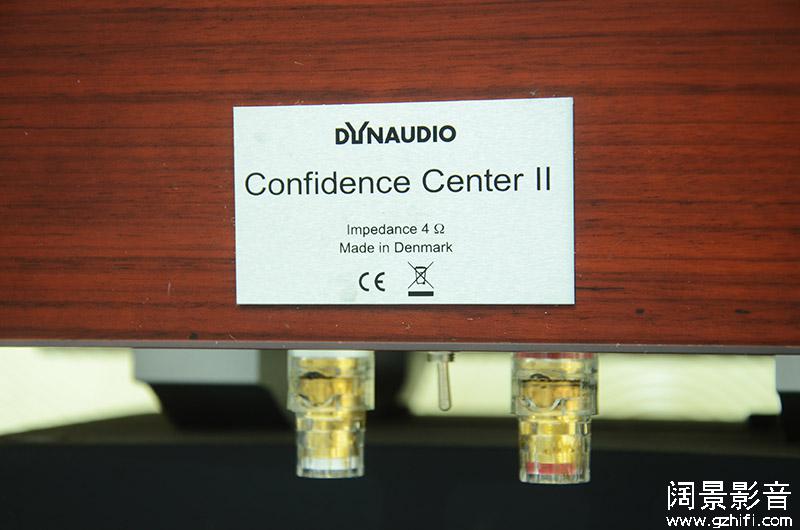 DYNAUDIO
Confidence Center II
Impedance 4 Ω
Made in Denmark
CE
阔景影音
www.gzhifi.com